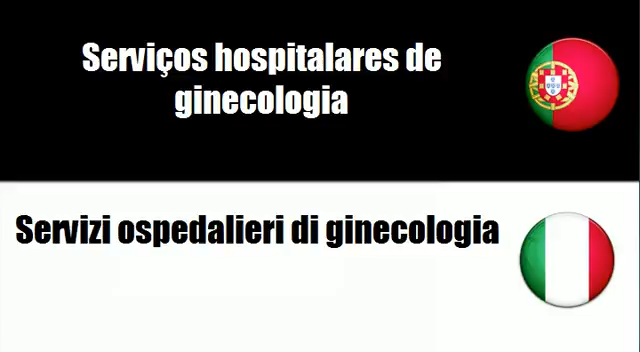 Serviços hospitalares de
ginecologia
Servizi ospedalieri di ginecologia